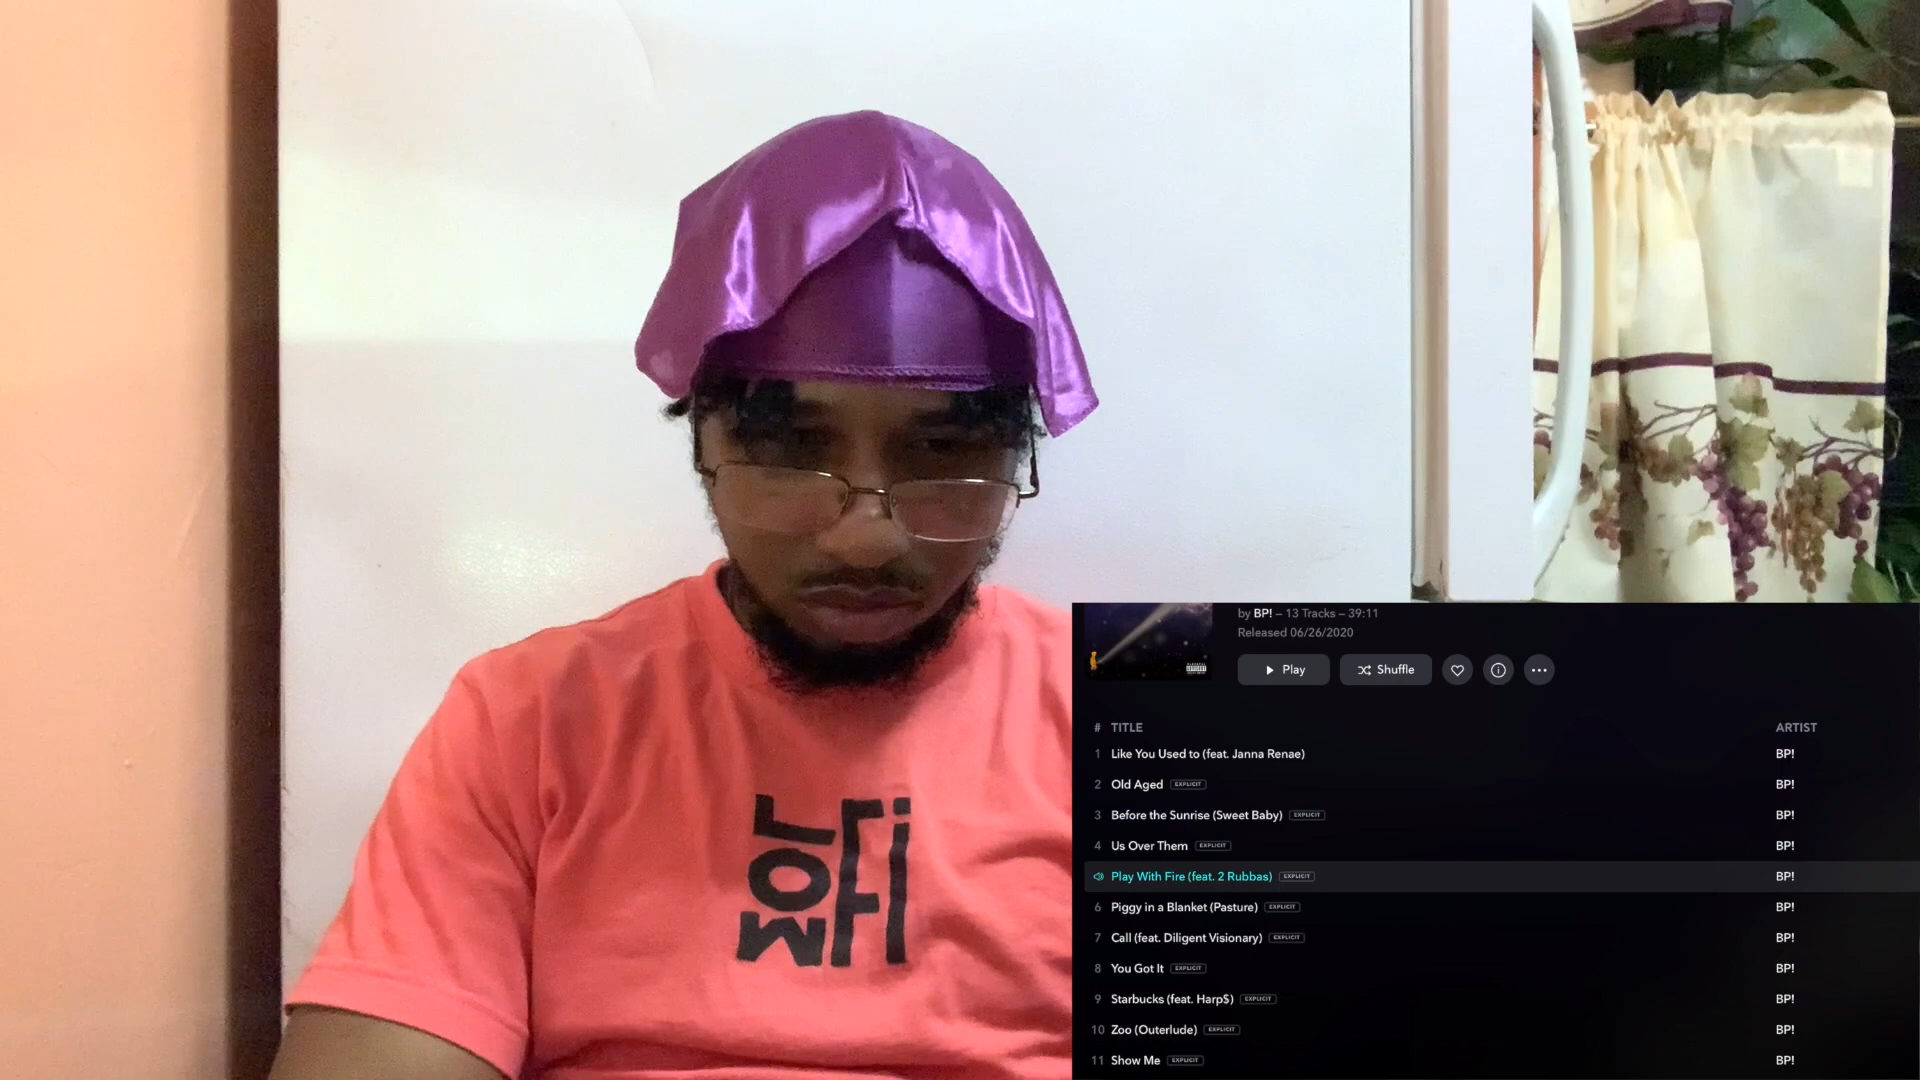 LO
W
FI
by BP! – 13 Tracks – 39:11
Released 06/26/2020
Play
Shuffle
# TITLE ARTIST
1 Like You Used to (feat. Janna Renae) BP!
2 Old Aged EXPLICIT BP!
3 Before the Sunrise (Sweet Baby) EXPLICIT BP!
4 Us Over Them EXPLICIT BP!
Play With Fire (feat. 2 Rubbas) EXPLICIT BP!
6 Piggy in a Blanket (Pasture) EXPLICIT BP!
7 Call (feat. Diligent Visionary) EXPLICIT BP!
8 You Got It EXPLICIT BP!
9 Starbucks (feat. Harp$) EXPLICIT BP!
10 Zoo (Outerlude) EXPLICIT BP!
11 Show Me EXPLICIT BP!